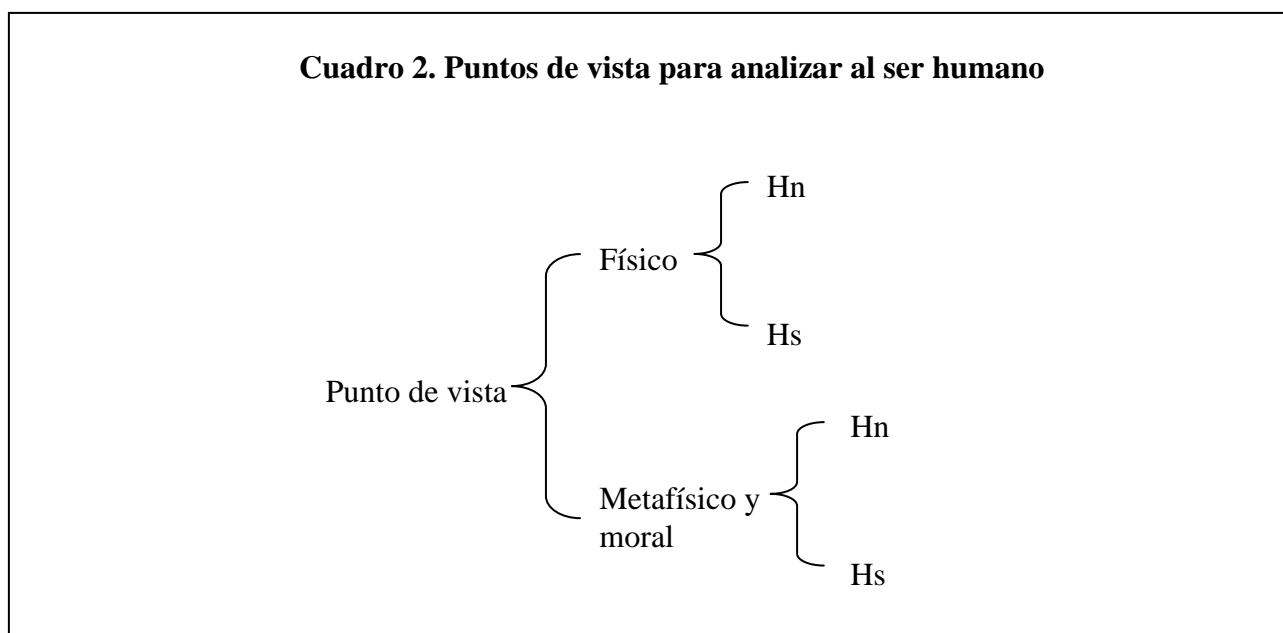 Cuadro 2. Puntos de vista para analizar al ser humano
Hn
Físico
Hs
Punto de vista
Hn
Metafísico y
moral
Hs